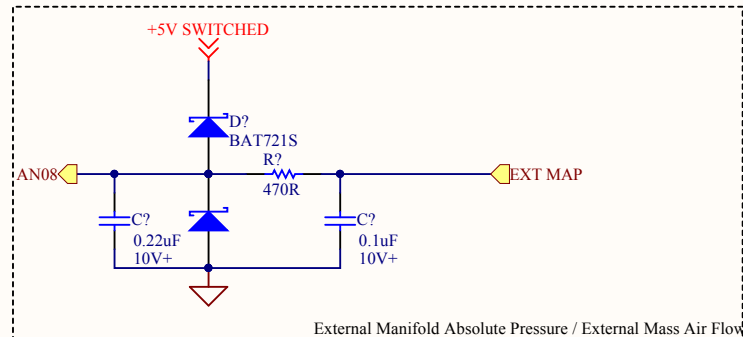 +5V SWITCHED
D?
BAT721S
AN08
R?
470R
EXT MAP
C?
0.22uF
10V+
C?
0.1uF
10V+
External Manifold Absolute Pressure / External Mass Air Flow